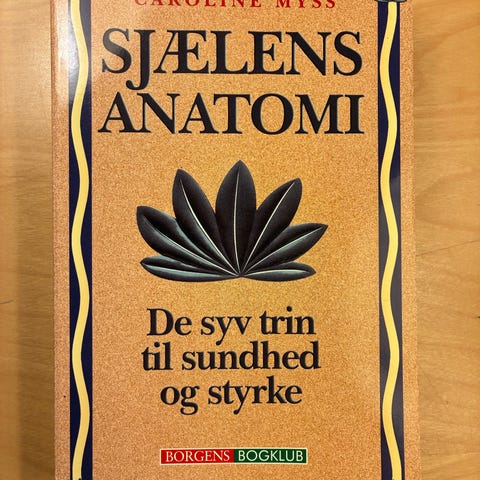 CAROLINE MYSS
SJÆLENS
ANATOMI
De syv trin
til sundhed
og styrke
BORGENS BOGKLUB